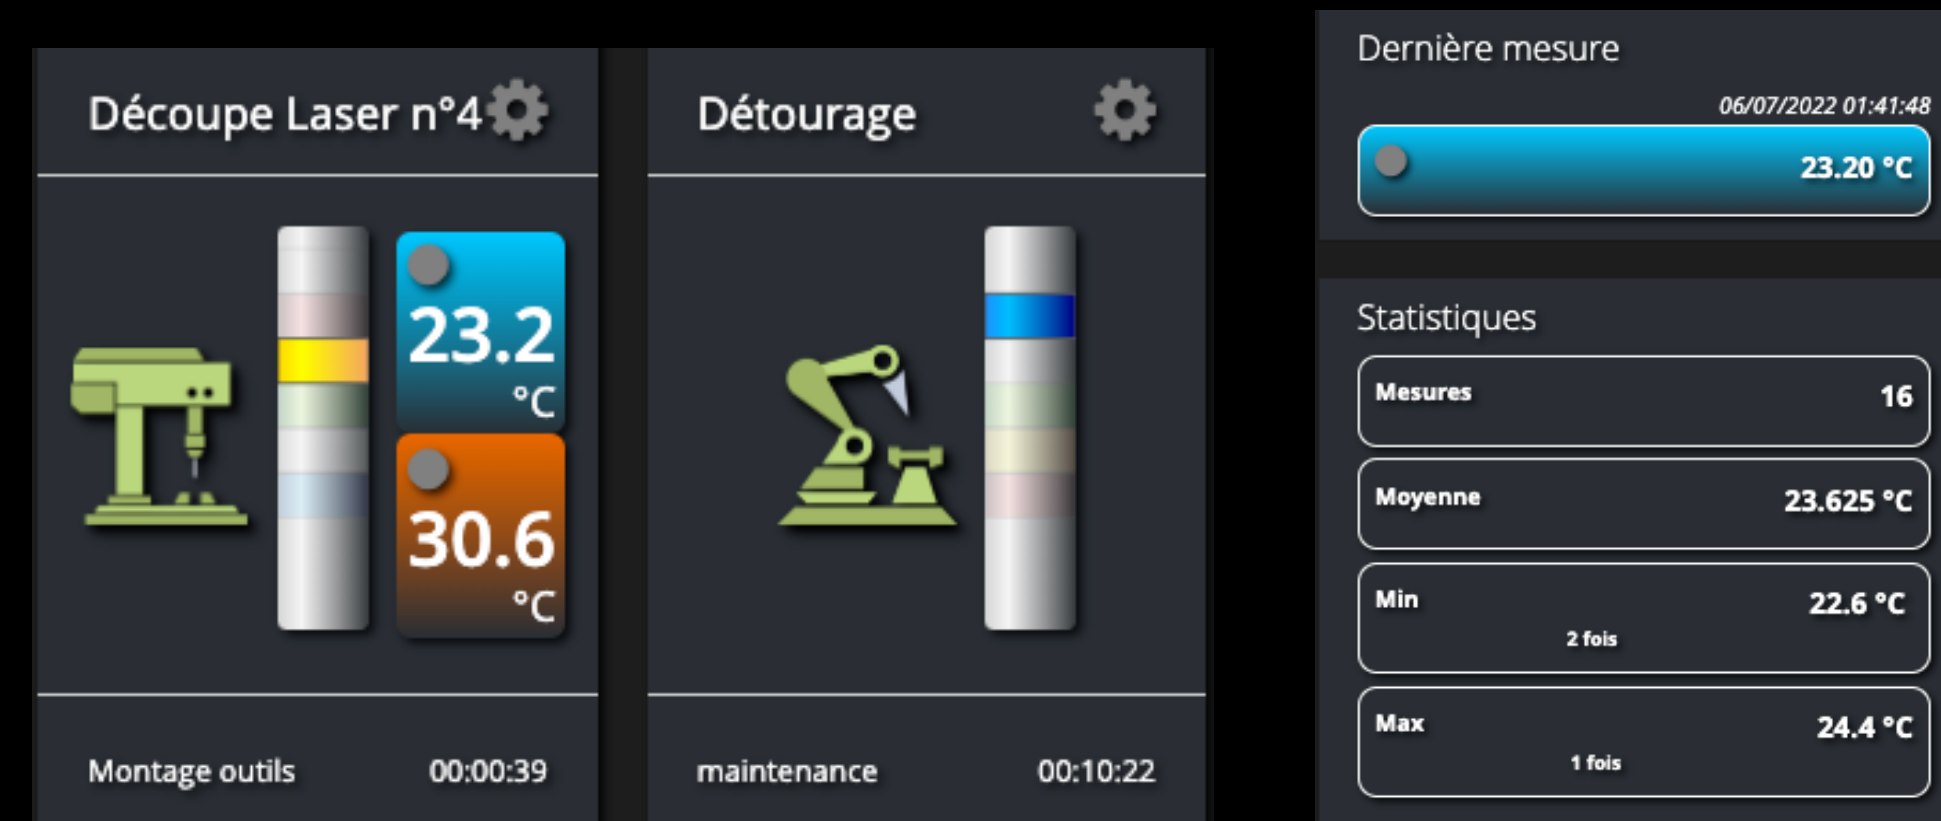 Découpe Laser n°4
23.2
°C
30.6
°C
Montage outils 00:00:39
Détourage
maintenance 00:10:22
Dernière mesure
06/07/2022 01:41:48
23.20 °C
Statistiques
Mesures 16
Moyenne 23.625 °C
Min 22.6 °C
2 fois
Max 24.4 °C
1 fois